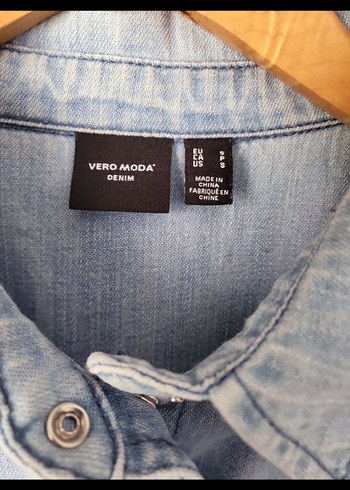 VERO MODA
DENIM
EU S
CA P
US S
MADE IN
CHINA
FABRIQUÉ EN
CHINE